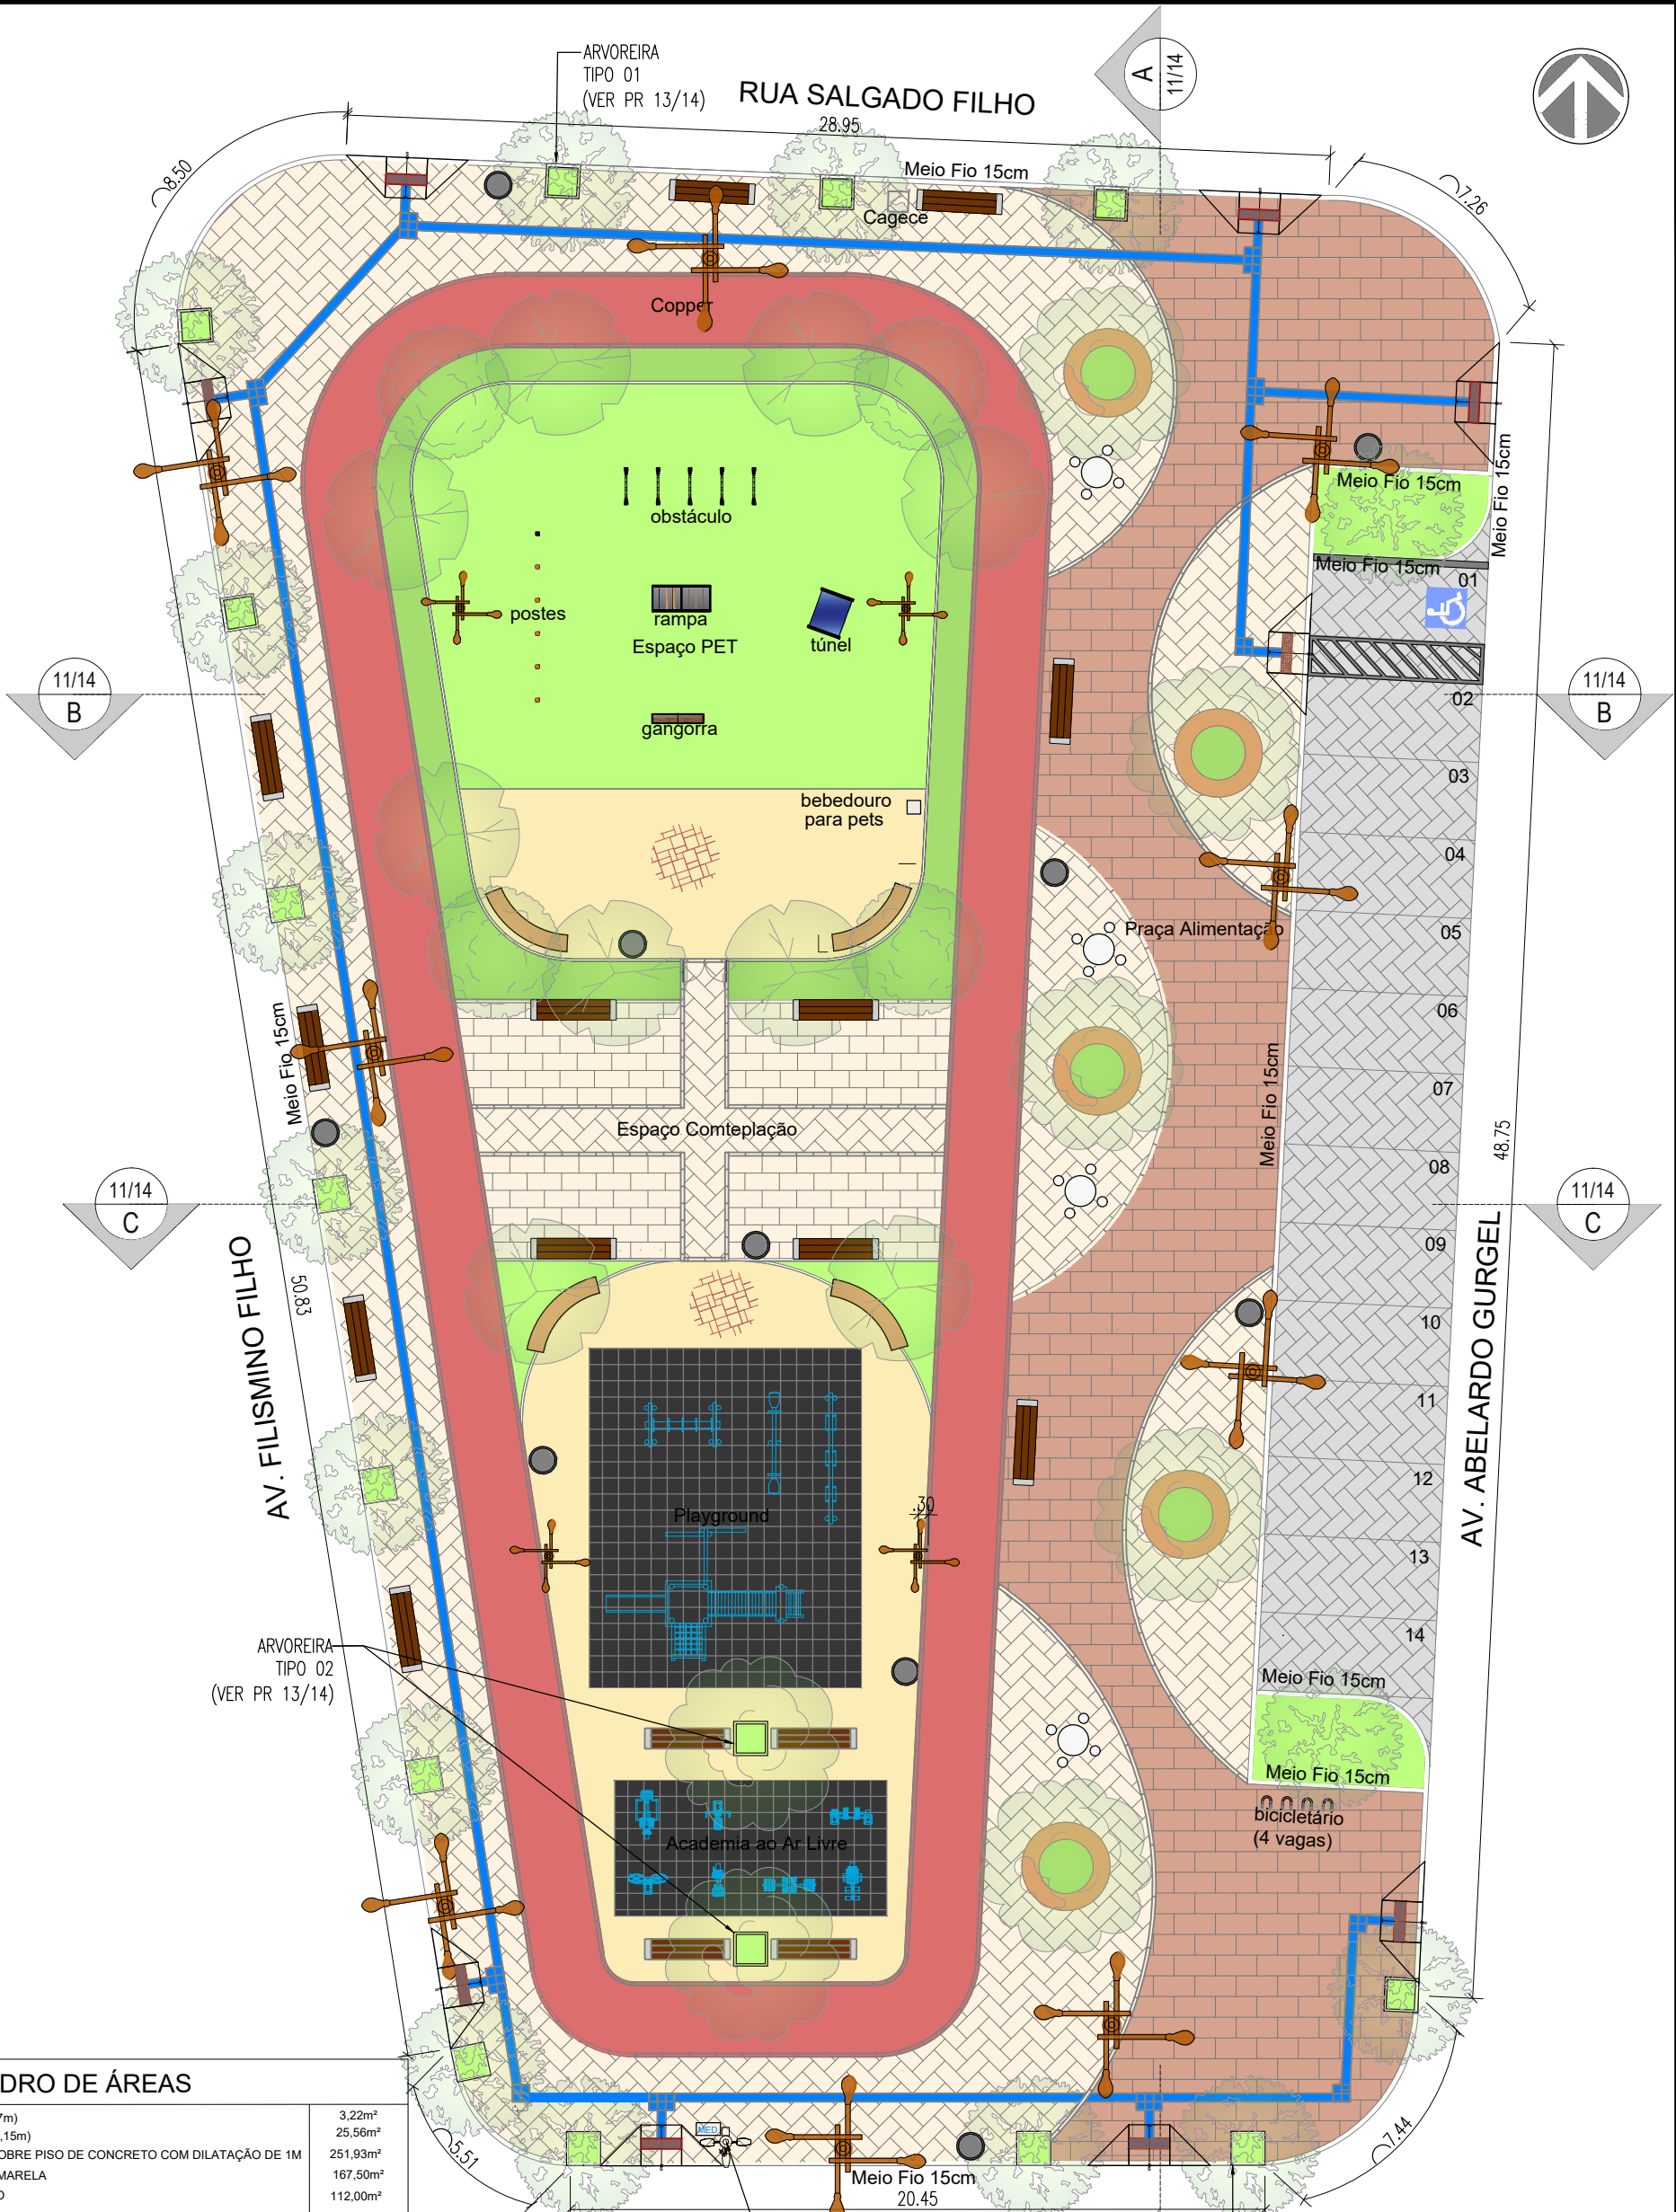 ARVOREIRA
TIPO 01
(VER PR 13/14)
RUA SALGADO FILHO
28.95
A
11/14
8.50
7.26
Meio Fio 15cm
Cagece
Copper
Meio Fio 15cm
Meio Fio 15cm
Meio Fio 15cm
obstáculo
postes
rampa
Espaço PET
túnel
gangorra
01
02
03
04
05
06
07
08
09
10
11
12
13
14
11/14
B
11/14
B
bebedouro
para pets
Praça Alimentação
Meio Fio 15cm
Meio Fio 15cm
Espaço Comteplação
48.75
11/14
C
11/14
C
AV. FILISMINO FILHO
50.83
AV. ABELARDO GURGEL
Playground
.30
ARVOREIRA
TIPO 02
(VER PR 13/14)
Meio Fio 15cm
Meio Fio 15cm
bicicletário
(4 vagas)
Academia ao Ar Livre
DRO DE ÁREAS
7m) 3,22m²
,15m) 25,56m²
OBRE PISO DE CONCRETO COM DILATAÇÃO DE 1M 251,93m²
MARELA 167,50m²
O 112,00m²
5.51
MED.
Meio Fio 15cm
20.45
7.44